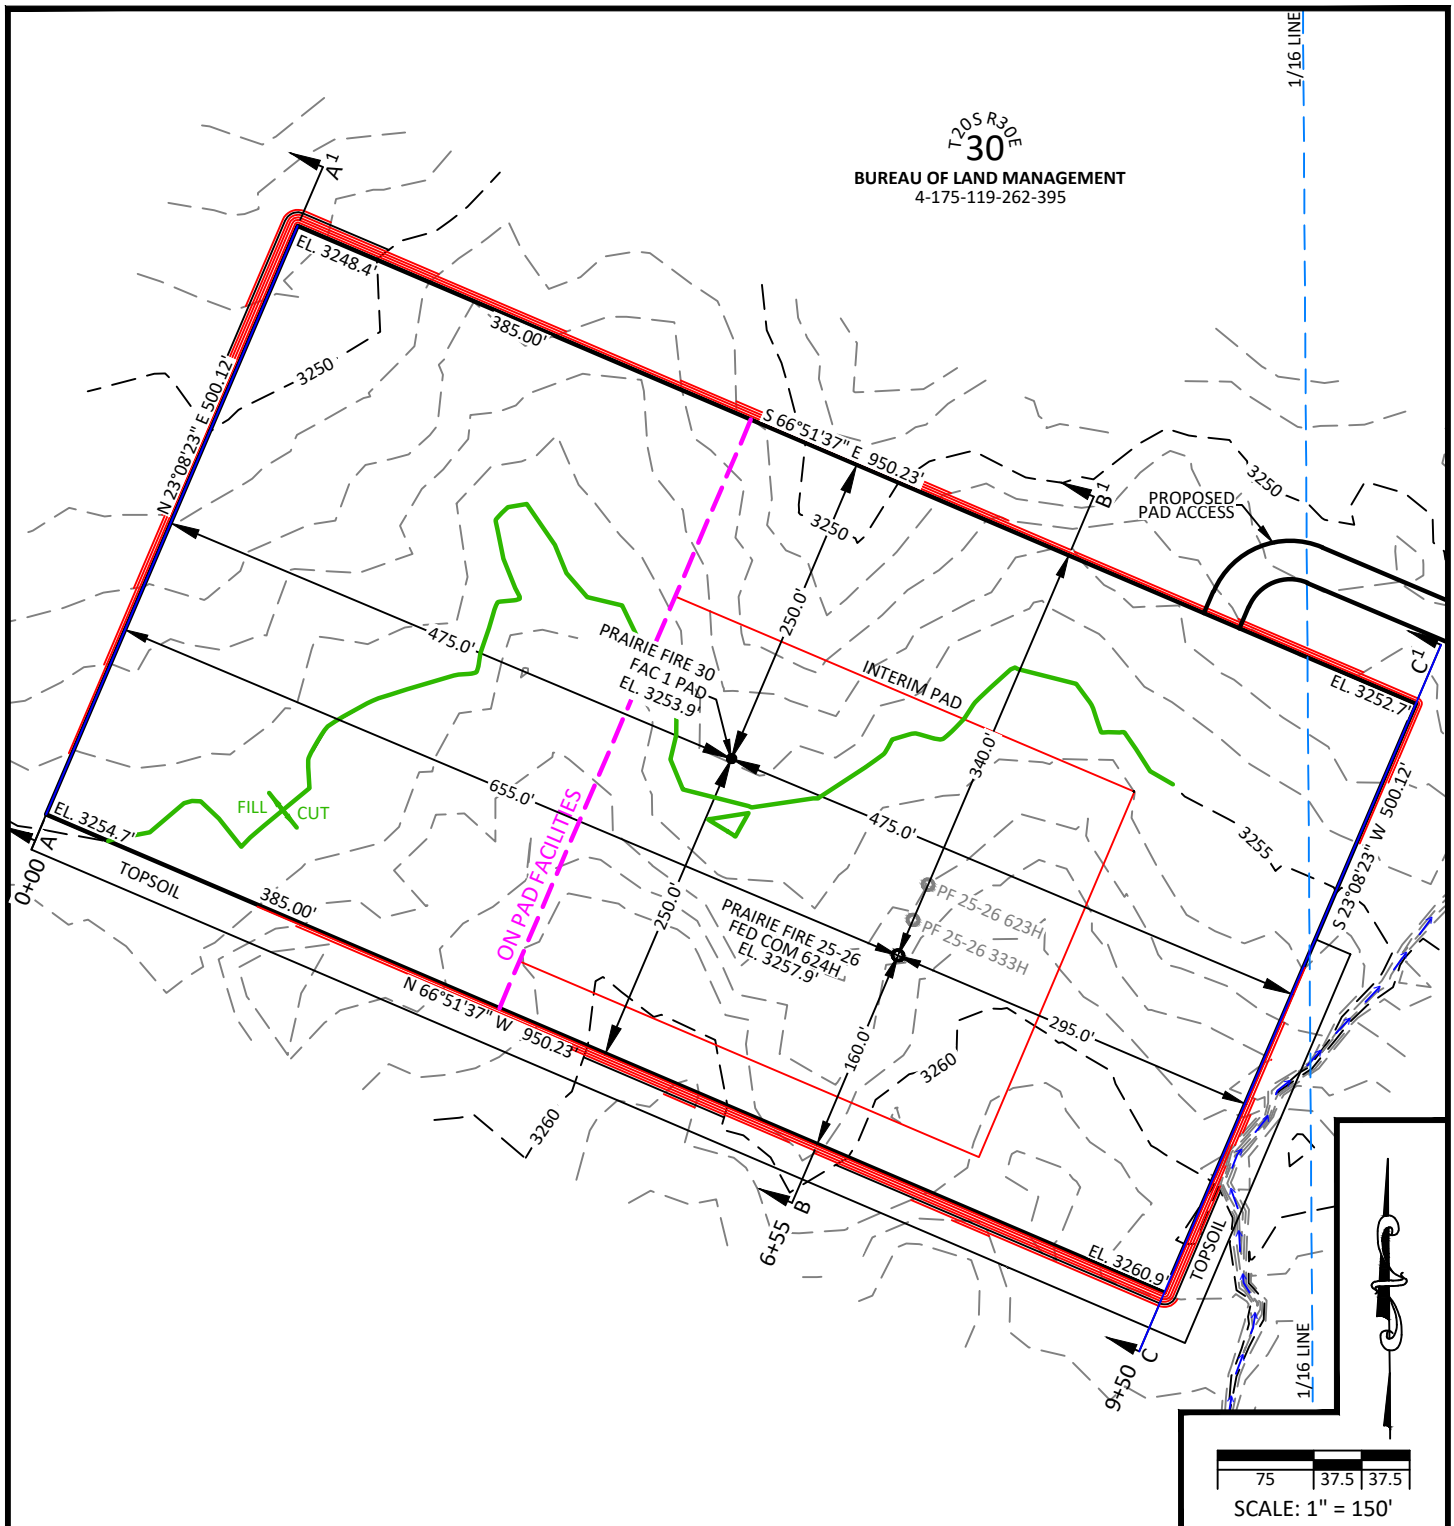 1/16 LINE
T20S R30E
30
BUREAU OF LAND MANAGEMENT
4-175-119-262-395
A1
EL. 3248.4'
385.00'
3250
N 23°08'23" E 500.12'
S 66°51'37" E 950.23'
3250
B1
3250
PROPOSED
PAD ACCESS
475.0'
250.0'
PRAIRIE FIRE 30
FAC 1 PAD
EL. 3253.9'
INTERIM PAD
C1
EL. 3252.7'
340.0'
655.0'
ON PAD FACILITIES
FILL
CUT
EL. 3254.7'
A
0+00
TOPSOIL
385.00'
475.0'
3255
S 23°08'23" W 500.12'
250.0'
PF 25-26 623H
PF 25-26 333H
PRAIRIE FIRE 25-26
FED COM 624H
EL. 3257.9'
N 66°51'37" W 950.23'
295.0'
160.0'
3260
3260
B
6+55
EL. 3260.9'
TOPSOIL
C
9+50
1/16 LINE
75 37.5 37.5
SCALE: 1" = 150'